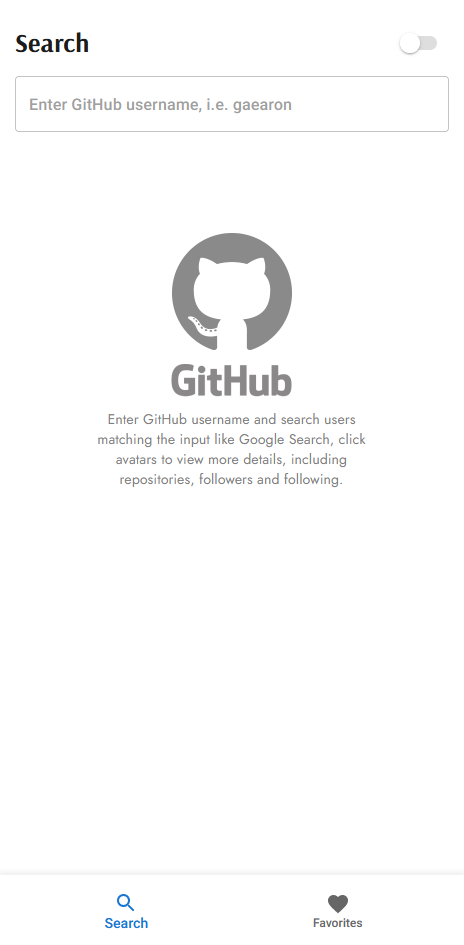 Search
Enter GitHub username, i.e. gaearon
GitHub
Enter GitHub username and search users
matching the input like Google Search, click
avatars to view more details, including
repositories, followers and following.
Search
Favorites